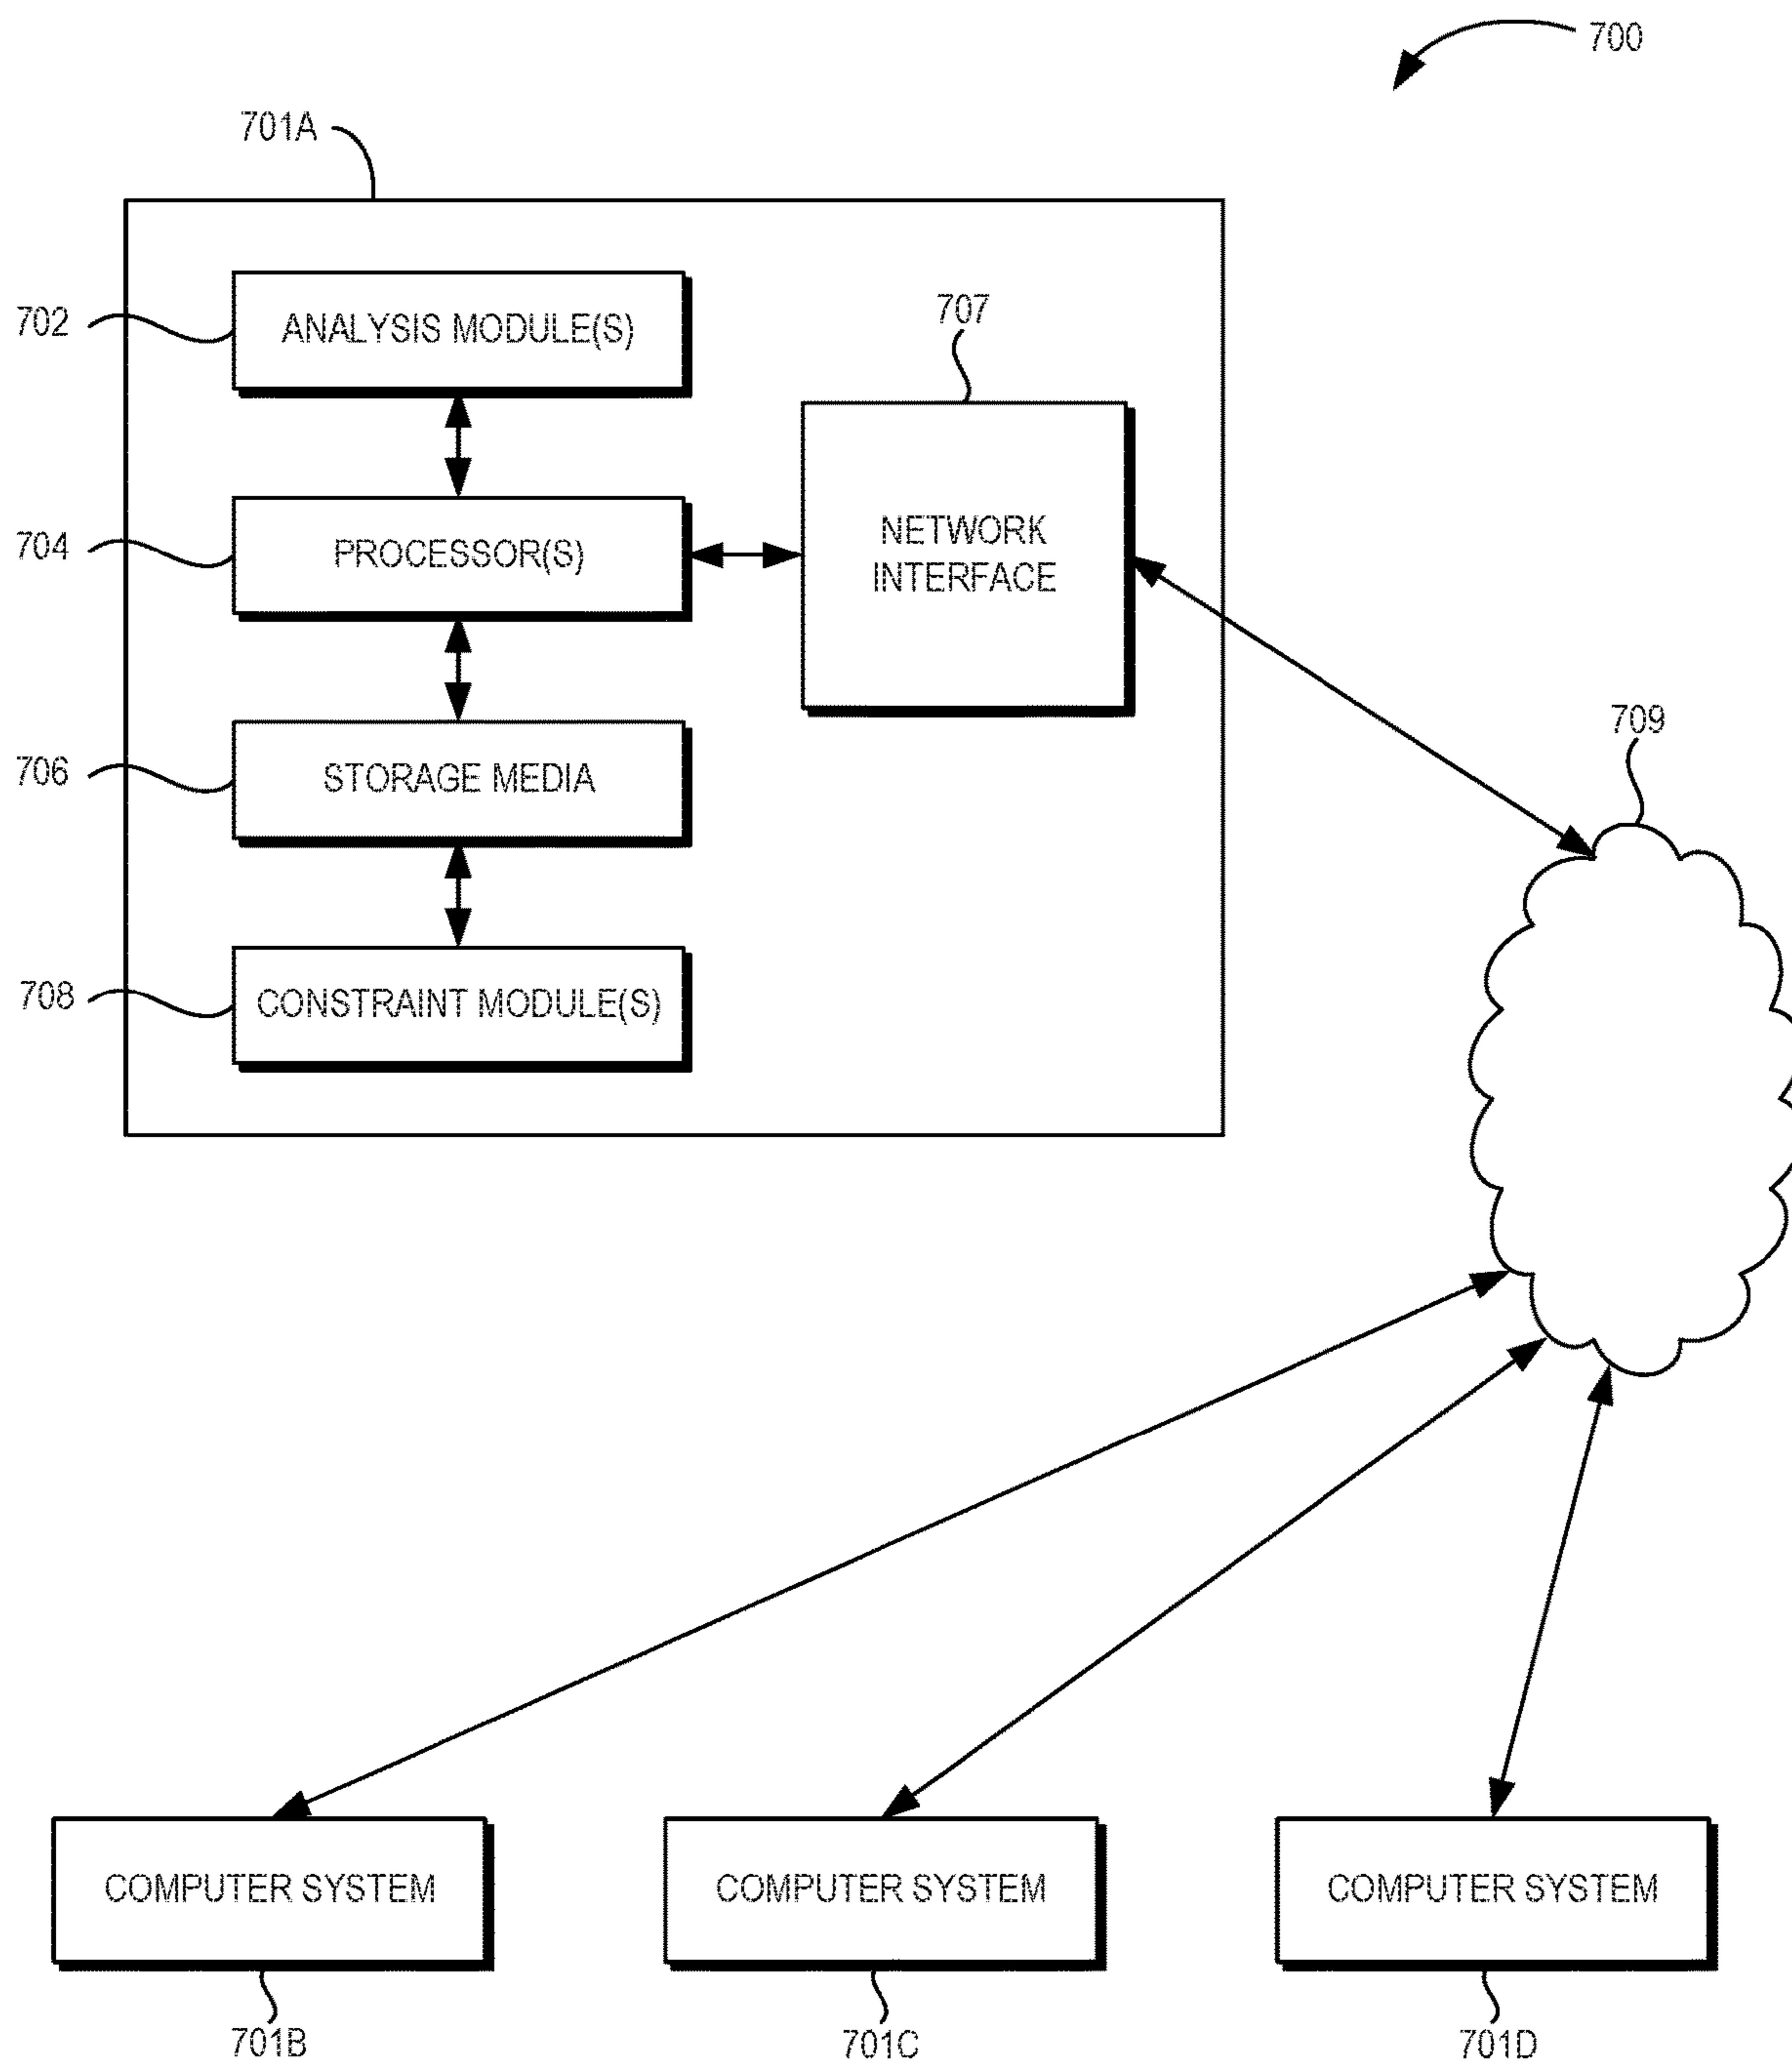 700
701A
702
ANALYSIS MODULE(S)
707
704
PROCESSOR(S)
NETWORK
INTERFACE
706
STORAGE MEDIA
709
708
CONSTRAINT MODULE(S)
COMPUTER SYSTEM
COMPUTER SYSTEM
COMPUTER SYSTEM
701B
701C
701D